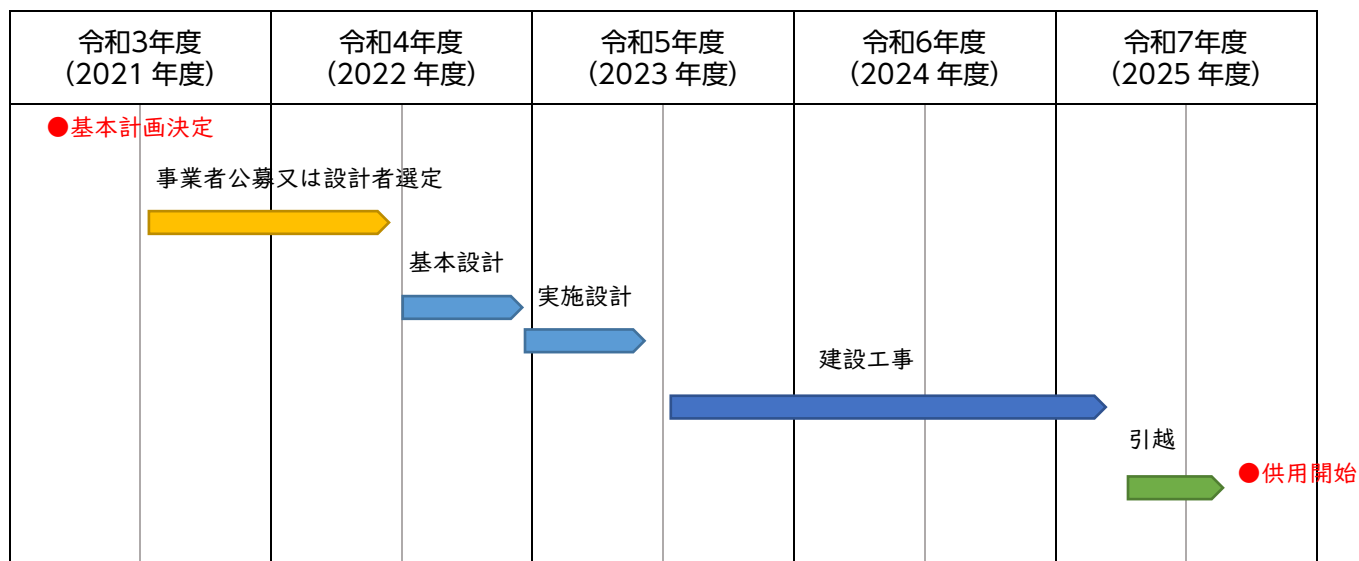 令和3年度
（2021 年度）
令和4年度
（2022 年度）
令和5年度
（2023 年度）
令和6年度
（2024 年度）
令和7年度
（2025 年度）
●基本計画決定
事業者公募又は設計者選定
基本設計
実施設計
建設工事
引越
●供用開始